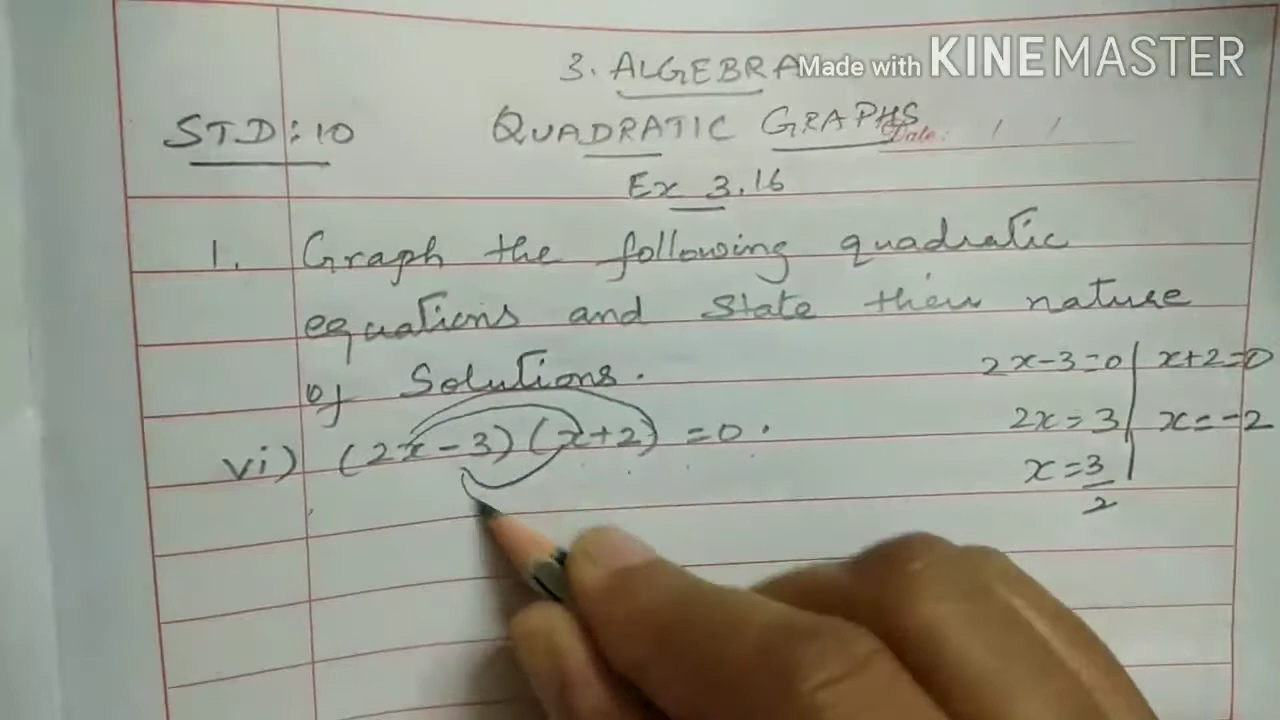 Made with KINEMASTER
3. ALGEBRA
STD: 10 QUADRATIC GRAPHS
Date: / /
Ex 3.16
1. Graph the following quadratic
equations and state their nature
of Solutions.
vi) (2x-3)(x+2) = 0.
2x-3=0 | x+2=0
2x=3 | x=-2
x=3/2